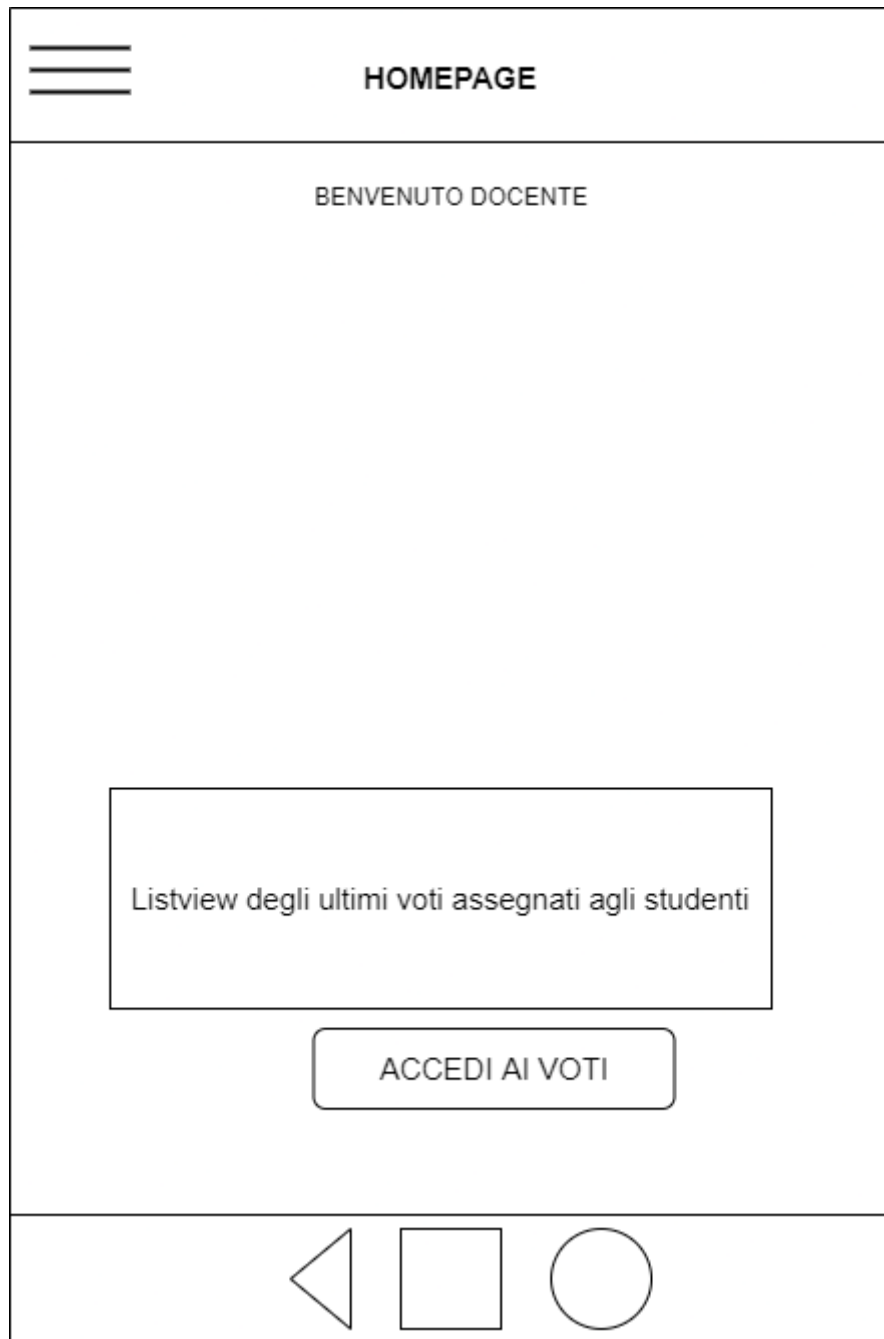 HOMEPAGE
BENVENUTO DOCENTE
Listview degli ultimi voti assegnati agli studenti
ACCEDI AI VOTI